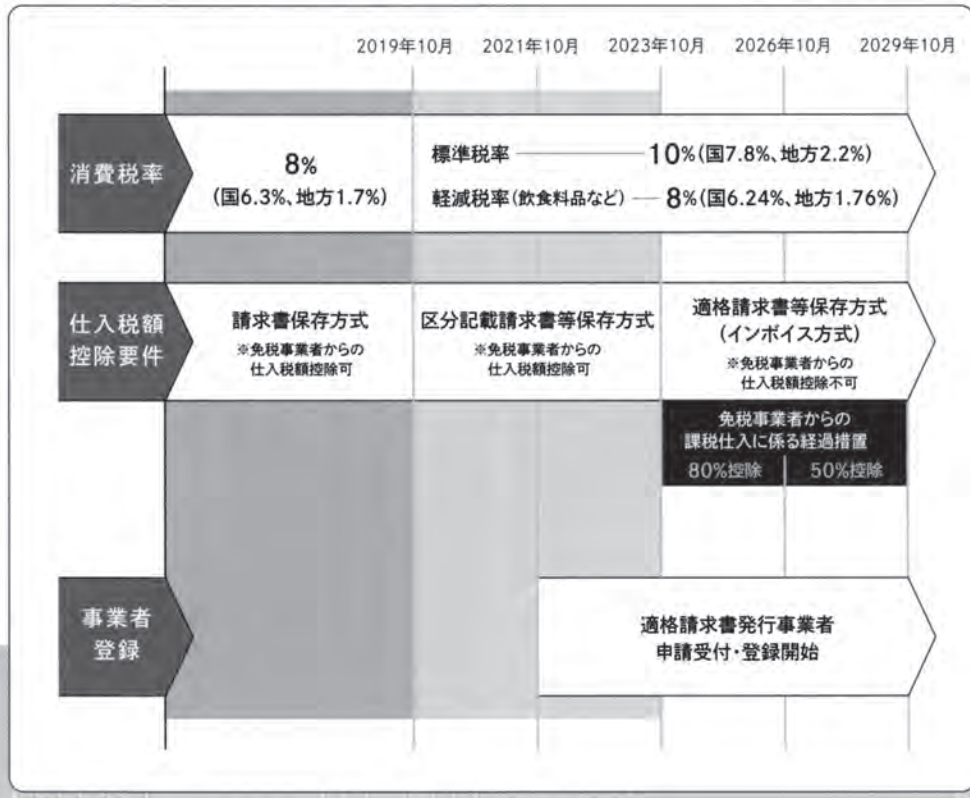 2019年10月 2021年10月 2023年10月 2026年10月 2029年10月
消費税率
8%
(国6.3%、地方1.7%)
標準税率 10%(国7.8%、地方2.2%)
軽減税率(飲食料品など) 8%(国6.24%、地方1.76%)
仕入税額
控除要件
請求書保存方式
※免税事業者からの
仕入税額控除可
区分記載請求書等保存方式
※免税事業者からの
仕入税額控除可
適格請求書等保存方式
(インボイス方式)
※免税事業者からの
仕入税額控除不可
免税事業者からの
課税仕入に係る経過措置
80%控除 50%控除
事業者
登録
適格請求書発行事業者
申請受付・登録開始